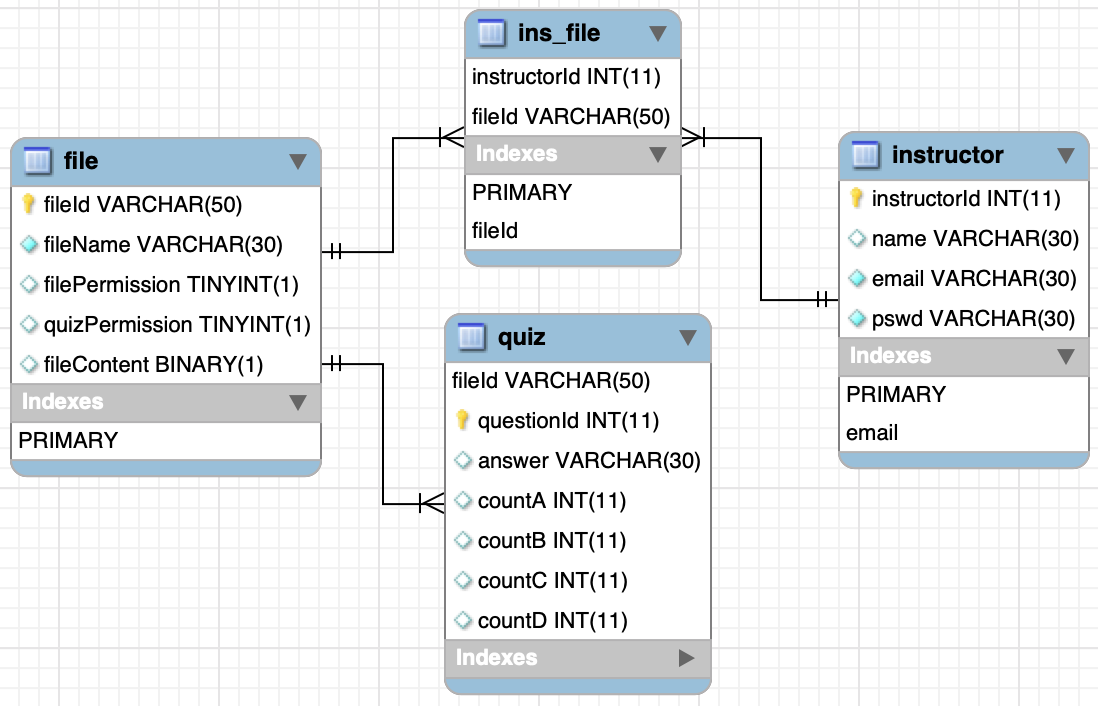 ins_file
instructorId INT(11)
fileId VARCHAR(50)
Indexes
PRIMARY
fileId
file
fileId VARCHAR(50)
fileName VARCHAR(30)
filePermission TINYINT(1)
quizPermission TINYINT(1)
fileContent BINARY(1)
Indexes
PRIMARY
instructor
instructorId INT(11)
name VARCHAR(30)
email VARCHAR(30)
pswd VARCHAR(30)
Indexes
PRIMARY
email
quiz
fileId VARCHAR(50)
questionId INT(11)
answer VARCHAR(30)
countA INT(11)
countB INT(11)
countC INT(11)
countD INT(11)
Indexes